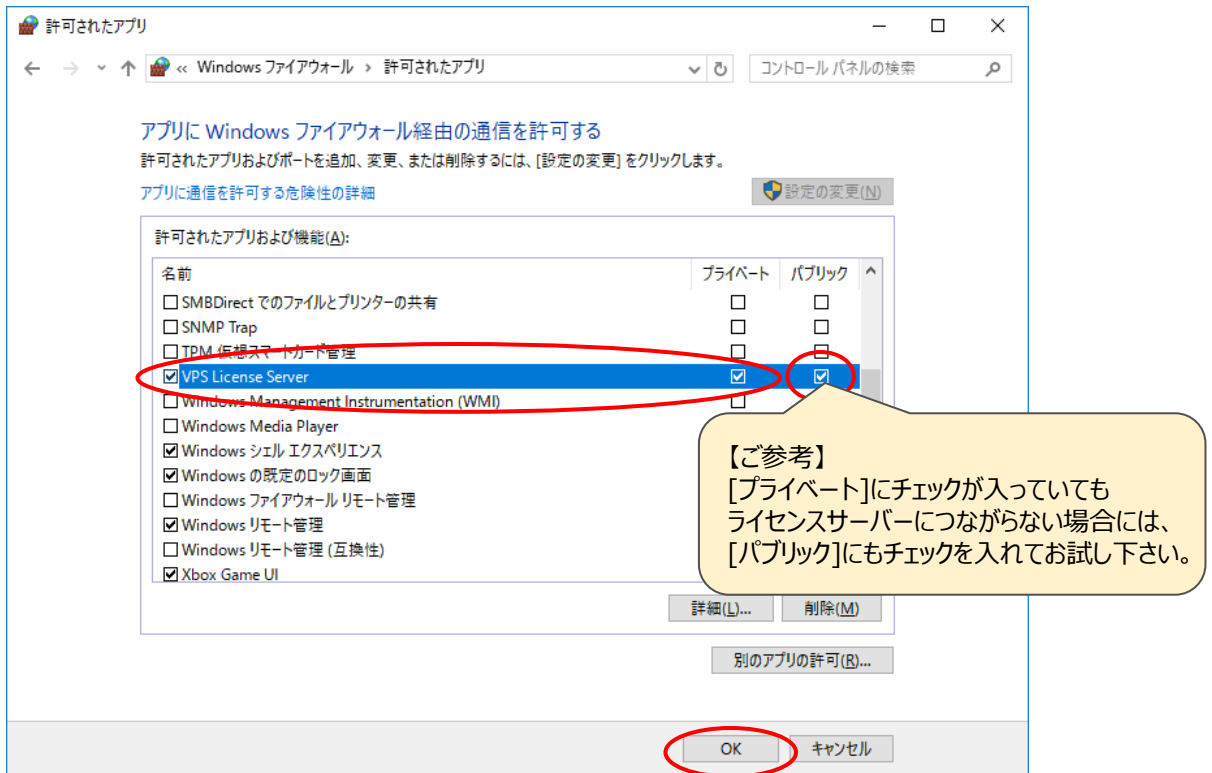 許可されたアプリ
« Windows ファイアウォール › 許可されたアプリ
コントロール パネルの検索
アプリに Windows ファイアウォール経由の通信を許可する
許可されたアプリおよびポートを追加、変更、または削除するには、[設定の変更] をクリックします。
アプリに通信を許可する危険性の詳細
設定の変更(N)
許可されたアプリおよび機能(A):
名前 プライベート パブリック
SMBDirect でのファイルとプリンターの共有
SNMP Trap
TPM 仮想スマートカード管理
VPS License Server
Windows Management Instrumentation (WMI)
Windows Media Player
Windows シェル エクスペリエンス
Windows の既定のロック画面
Windows ファイアウォール リモート管理
Windows リモート管理
Windows リモート管理 (互換性)
Xbox Game UI
【ご参考】
[プライベート]にチェックが入っていても
ライセンスサーバーにつながらない場合には、
[パブリック]にもチェックを入れてお試し下さい。
詳細(L)... 削除(M)
別のアプリの許可(R)...
OK キャンセル